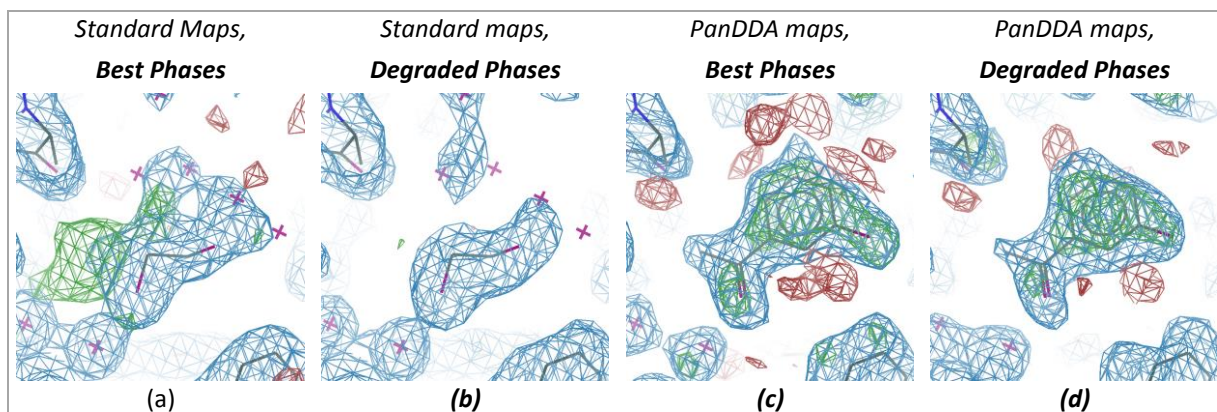 Standard Maps, Standard maps, PanDDA maps, PanDDA maps,
Best Phases Degraded Phases Best Phases Degraded Phases
(a) (b) (c) (d)